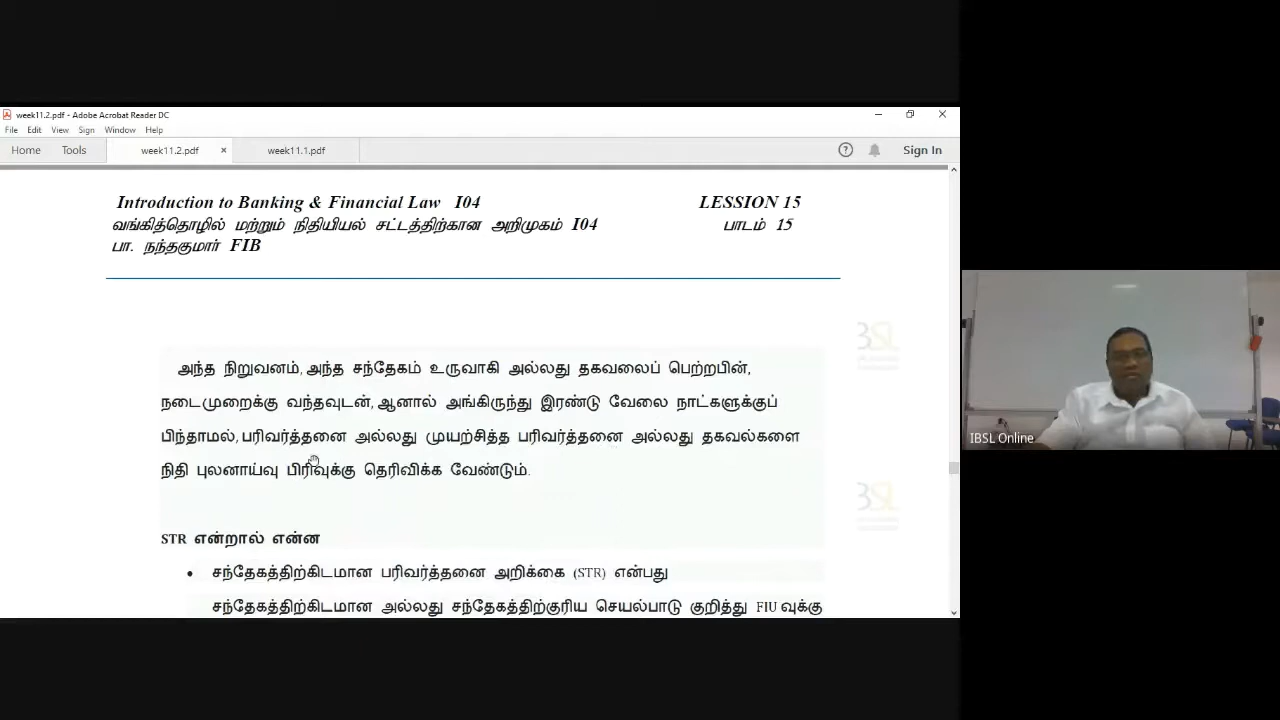 week11.2.pdf - Adobe Acrobat Reader DC
File Edit View Sign Window Help
Home Tools week11.2.pdf × week11.1.pdf Sign In
Introduction to Banking & Financial Law I04 LESSION 15
வங்கித்தொழில் மற்றும் நிதியியல் சட்டத்திற்கான அறிமுகம் I04 பாடம் 15
பா. நந்தகுமார் FIB
அந்த நிறுவனம், அந்த சந்தேகம் உருவாகி அல்லது தகவலைப் பெற்றபின்,
நடைமுறைக்கு வந்தவுடன், ஆனால் அங்கிருந்து இரண்டு வேலை நாட்களுக்குப்
பிந்தாமல், பரிவர்த்தனை அல்லது முயற்சித்த பரிவர்த்தனை அல்லது தகவல்களை
நிதி புலனாய்வு பிரிவுக்கு தெரிவிக்க வேண்டும்.
STR என்றால் என்ன
• சந்தேகத்திற்கிடமான பரிவர்த்தனை அறிக்கை (STR) என்பது
சந்தேகத்திற்கிடமான அல்லது சந்தேகத்திற்குரிய செயல்பாடு குறித்து FIU வுக்கு
IBSL Online